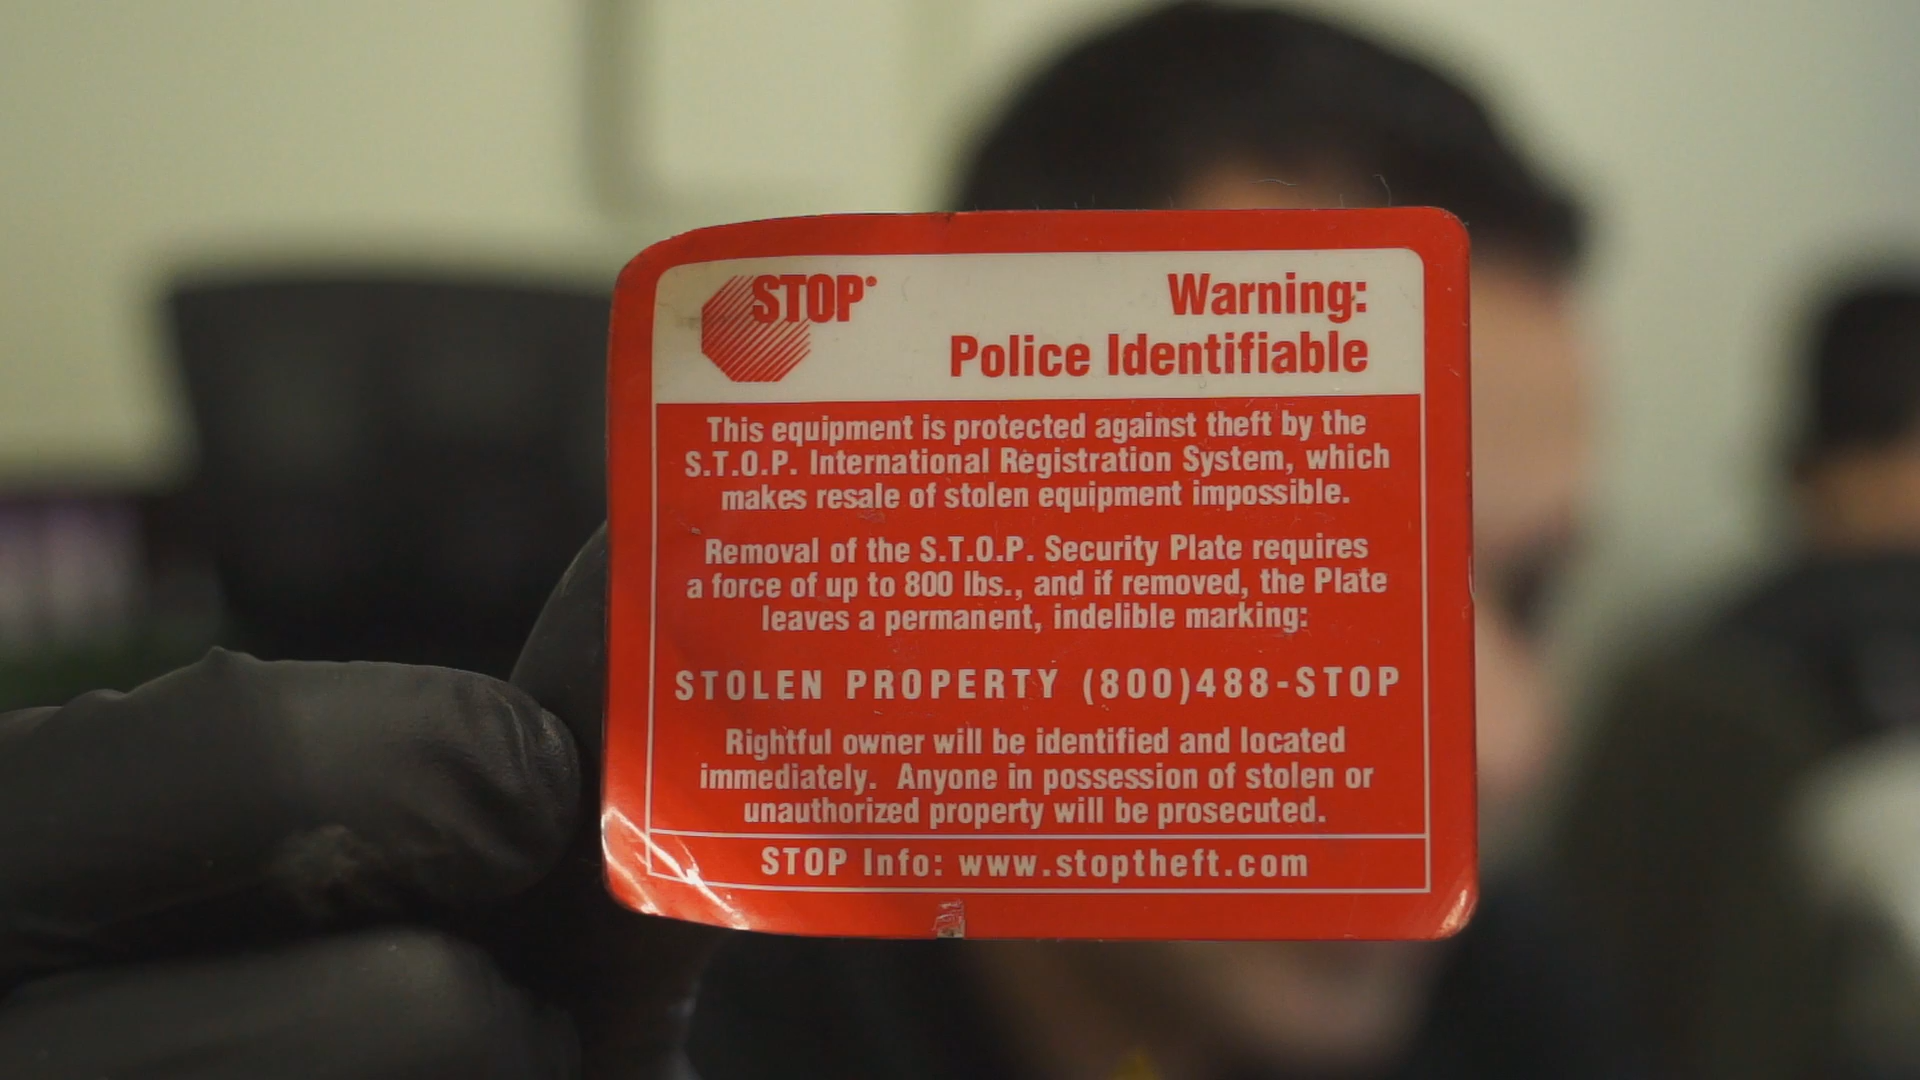 STOP®
Warning:
Police Identifiable
This equipment is protected against theft by the
S.T.O.P. International Registration System, which
makes resale of stolen equipment impossible.
Removal of the S.T.O.P. Security Plate requires
a force of up to 800 lbs., and if removed, the Plate
leaves a permanent, indelible marking:
STOLEN PROPERTY (800)488-STOP
Rightful owner will be identified and located
immediately. Anyone in possession of stolen or
unauthorized property will be prosecuted.
STOP Info: www.stoptheft.com